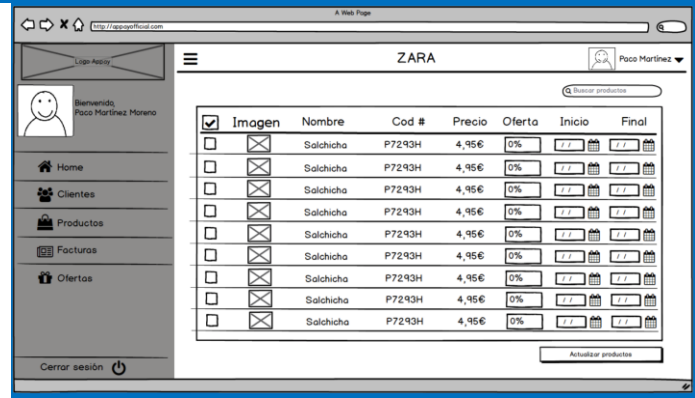 A Web Page
http://appoyofficial.com
Logo Appoy
ZARA
Paco Martínez
Bienvenido,
Paco Martínez Moreno
Buscar productos
Imagen Nombre Cod # Precio Oferta Inicio Final
Salchicha P7293H 4,95€ 0% / / / /
Salchicha P7293H 4,95€ 0% / / / /
Salchicha P7293H 4,95€ 0% / / / /
Salchicha P7293H 4,95€ 0% / / / /
Salchicha P7293H 4,95€ 0% / / / /
Salchicha P7293H 4,95€ 0% / / / /
Salchicha P7293H 4,95€ 0% / / / /
Salchicha P7293H 4,95€ 0% / / / /
Salchicha P7293H 4,95€ 0% / / / /
Home
Clientes
Productos
Facturas
Ofertas
Actualizar productos
Cerrar sesión